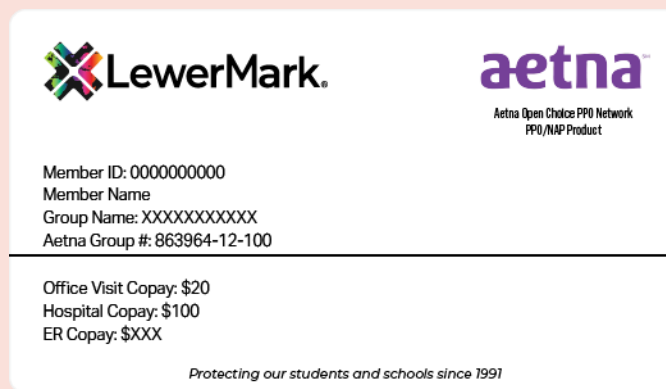 LewerMark.
aetna℠
Aetna Open Choice PPO Network
PPO/NAP Product
Member ID: 0000000000
Member Name
Group Name: XXXXXXXXXXX
Aetna Group #: 863964-12-100
Office Visit Copay: $20
Hospital Copay: $100
ER Copay: $XXX
Protecting our students and schools since 1991